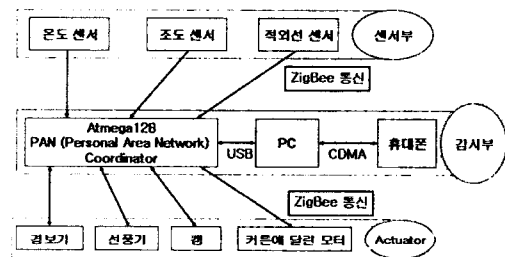 온도 센서
조도 센서
적외선 센서
센서부
ZigBee 통신
Atmega128
PAN (Personal Area Network)
Coordinator
USB
PC
CDMA
휴대폰
감시부
ZigBee 통신
경보기
선풍기
램
커튼에 달린 모터
Actuator